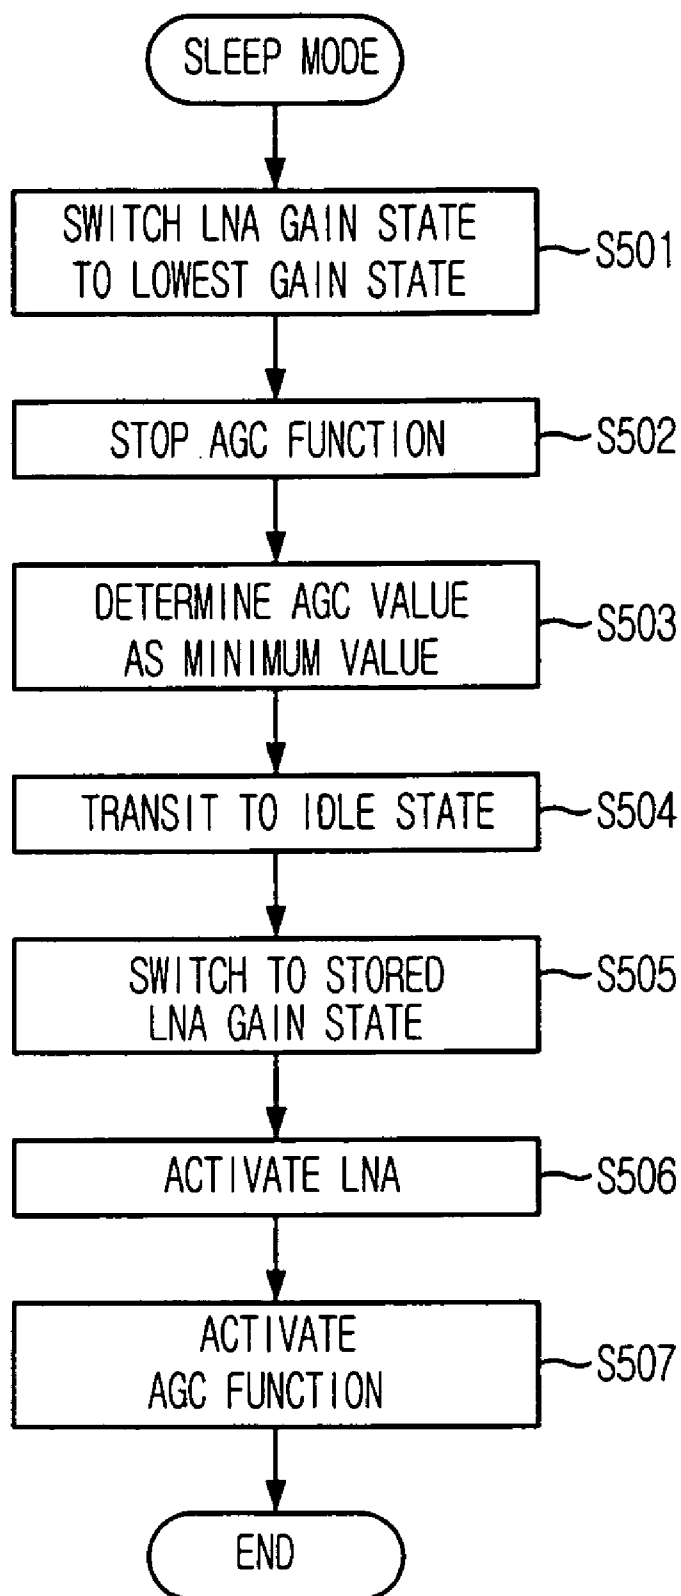 SLEEP MODE
SWITCH LNA GAIN STATE
TO LOWEST GAIN STATE
S501
STOP AGC FUNCTION
S502
DETERMINE AGC VALUE
AS MINIMUM VALUE
S503
TRANSIT TO IDLE STATE
S504
SWITCH TO STORED
LNA GAIN STATE
S505
ACTIVATE LNA
S506
ACTIVATE
AGC FUNCTION
S507
END